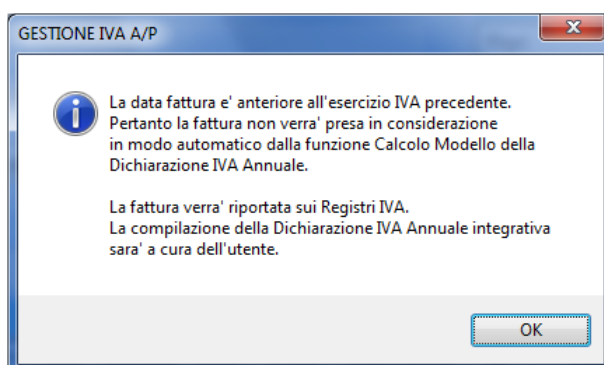 GESTIONE IVA A/P
La data fattura e' anteriore all'esercizio IVA precedente.
Pertanto la fattura non verra' presa in considerazione
in modo automatico dalla funzione Calcolo Modello della
Dichiarazione IVA Annuale.
La fattura verra' riportata sui Registri IVA.
La compilazione della Dichiarazione IVA Annuale integrativa
sara' a cura dell'utente.
OK